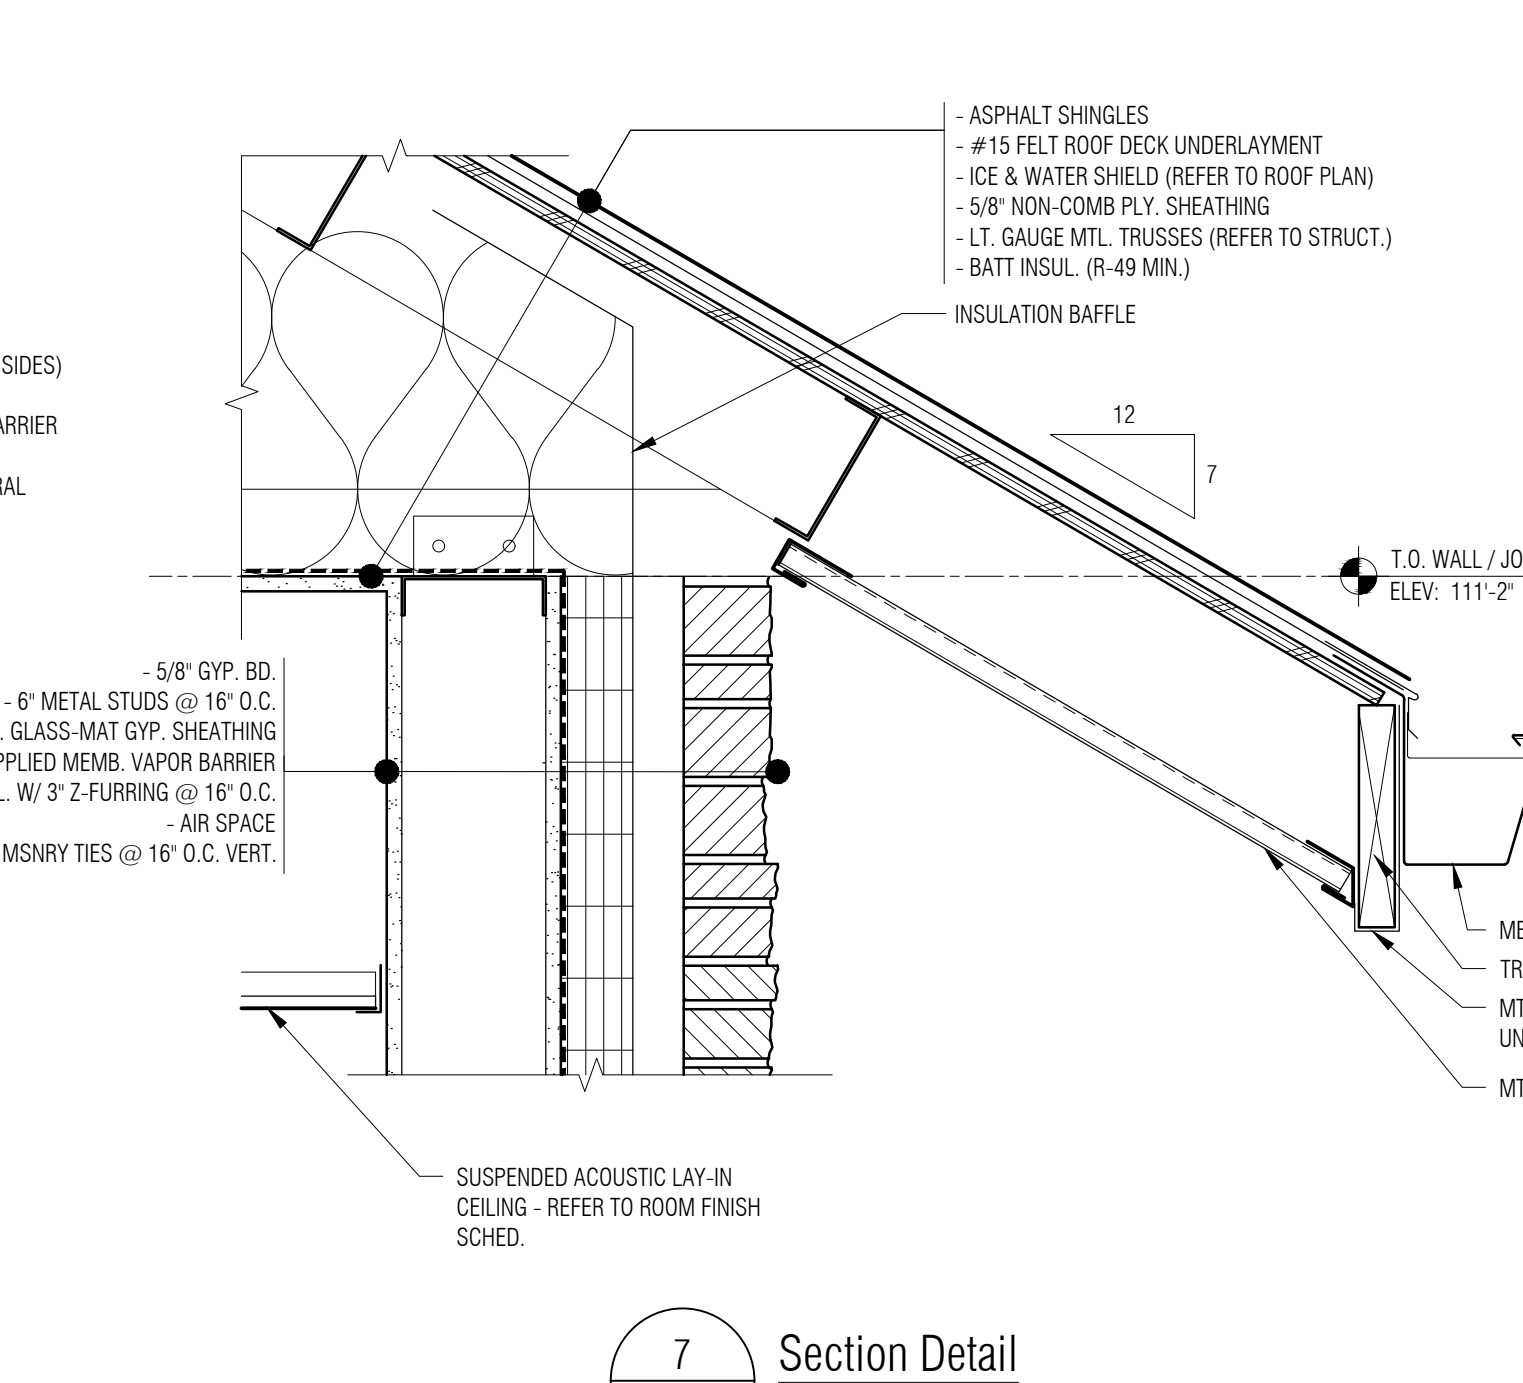 - ASPHALT SHINGLES
- #15 FELT ROOF DECK UNDERLAYMENT
- ICE & WATER SHIELD (REFER TO ROOF PLAN)
- 5/8" NON-COMB PLY. SHEATHING
- LT. GAUGE MTL. TRUSSES (REFER TO STRUCT.)
- BATT INSUL. (R-49 MIN.)
INSULATION BAFFLE
SIDES)
ARRIER
RAL
12
7
T.O. WALL / JO
ELEV: 111'-2"
- 5/8" GYP. BD.
- 6" METAL STUDS @ 16" O.C.
. GLASS-MAT GYP. SHEATHING
PPLIED MEMB. VAPOR BARRIER
L. W/ 3" Z-FURRING @ 16" O.C.
- AIR SPACE
MSNRY TIES @ 16" O.C. VERT.
ME
TR
MT
UN
MT
SUSPENDED ACOUSTIC LAY-IN
CEILING - REFER TO ROOM FINISH
SCHED.
7
Section Detail